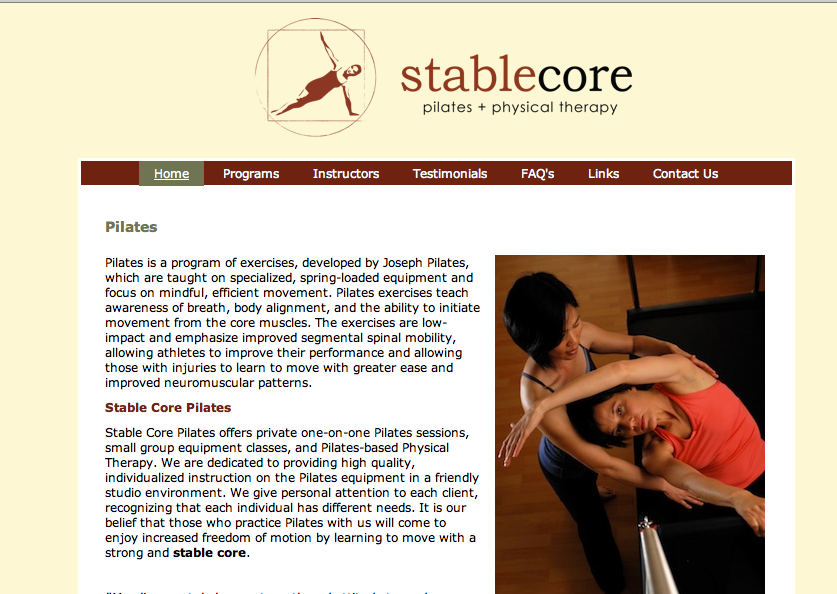 stablecore
pilates + physical therapy
Home Programs Instructors Testimonials FAQ's Links Contact Us
Pilates
Pilates is a program of exercises, developed by Joseph Pilates,
which are taught on specialized, spring-loaded equipment and
focus on mindful, efficient movement. Pilates exercises teach
awareness of breath, body alignment, and the ability to initiate
movement from the core muscles. The exercises are low-
impact and emphasize improved segmental spinal mobility,
allowing athletes to improve their performance and allowing
those with injuries to learn to move with greater ease and
improved neuromuscular patterns.
Stable Core Pilates
Stable Core Pilates offers private one-on-one Pilates sessions,
small group equipment classes, and Pilates-based Physical
Therapy. We are dedicated to providing high quality,
individualized instruction on the Pilates equipment in a friendly
studio environment. We give personal attention to each client,
recognizing that each individual has different needs. It is our
belief that those who practice Pilates with us will come to
enjoy increased freedom of motion by learning to move with a
strong and stable core.